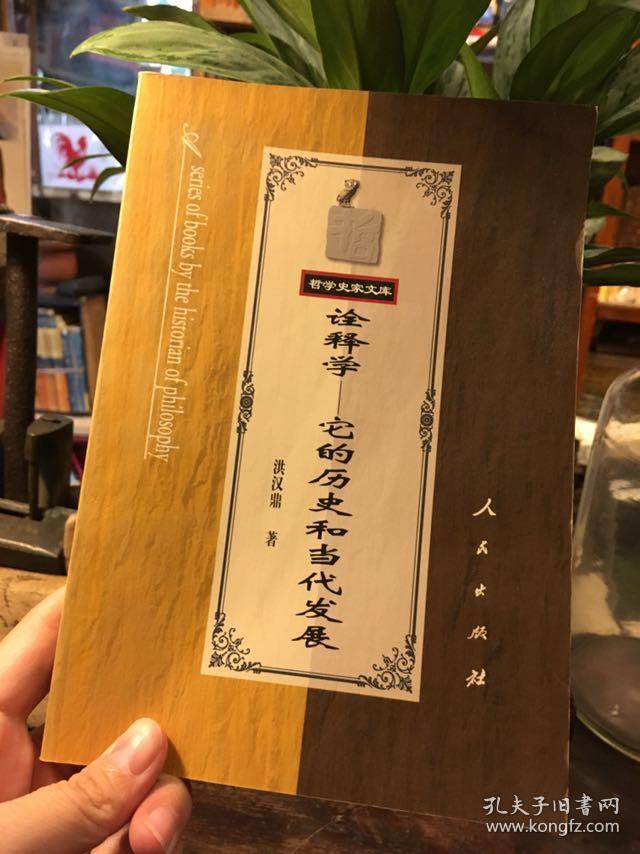 A series of books by the historian of philosophy
哲学史家文库
诠释学——它的历史和当代发展
洪汉鼎 著
人民出版社
孔夫子旧书网
www.kongfz.com